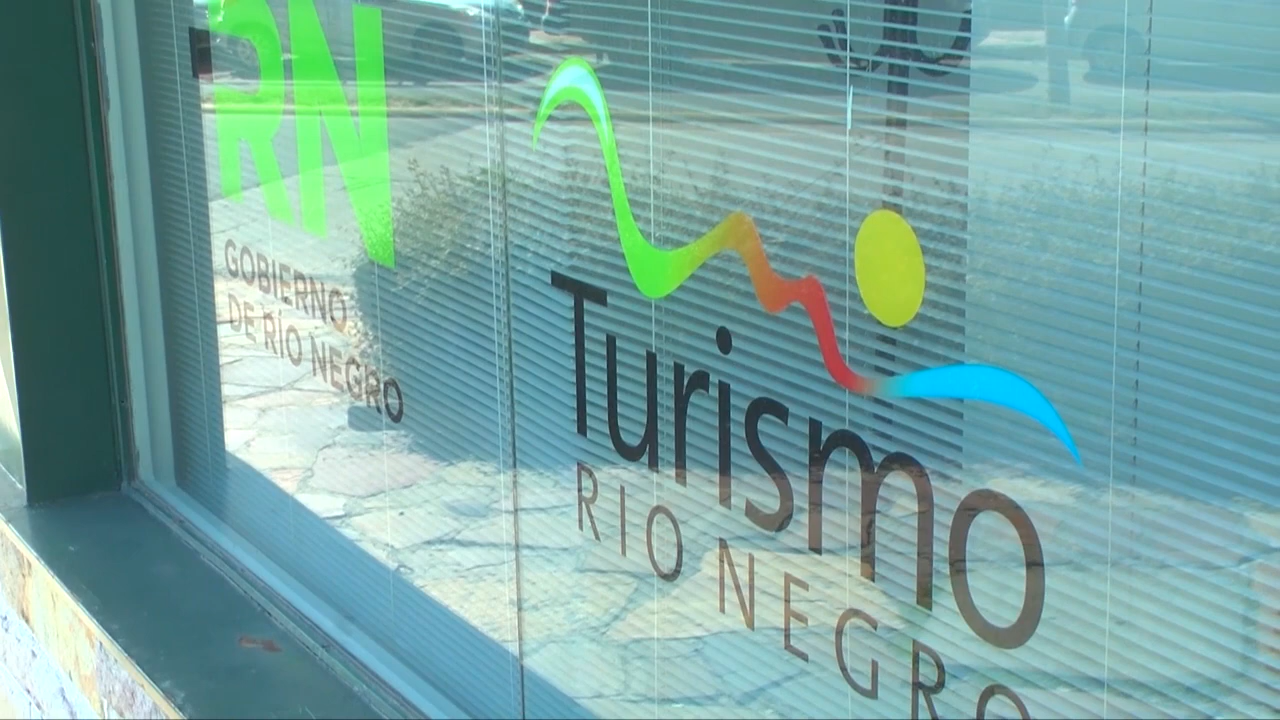 RN
GOBIERNO
DE RIO NEGRO
Turismo
RIO NEGRO